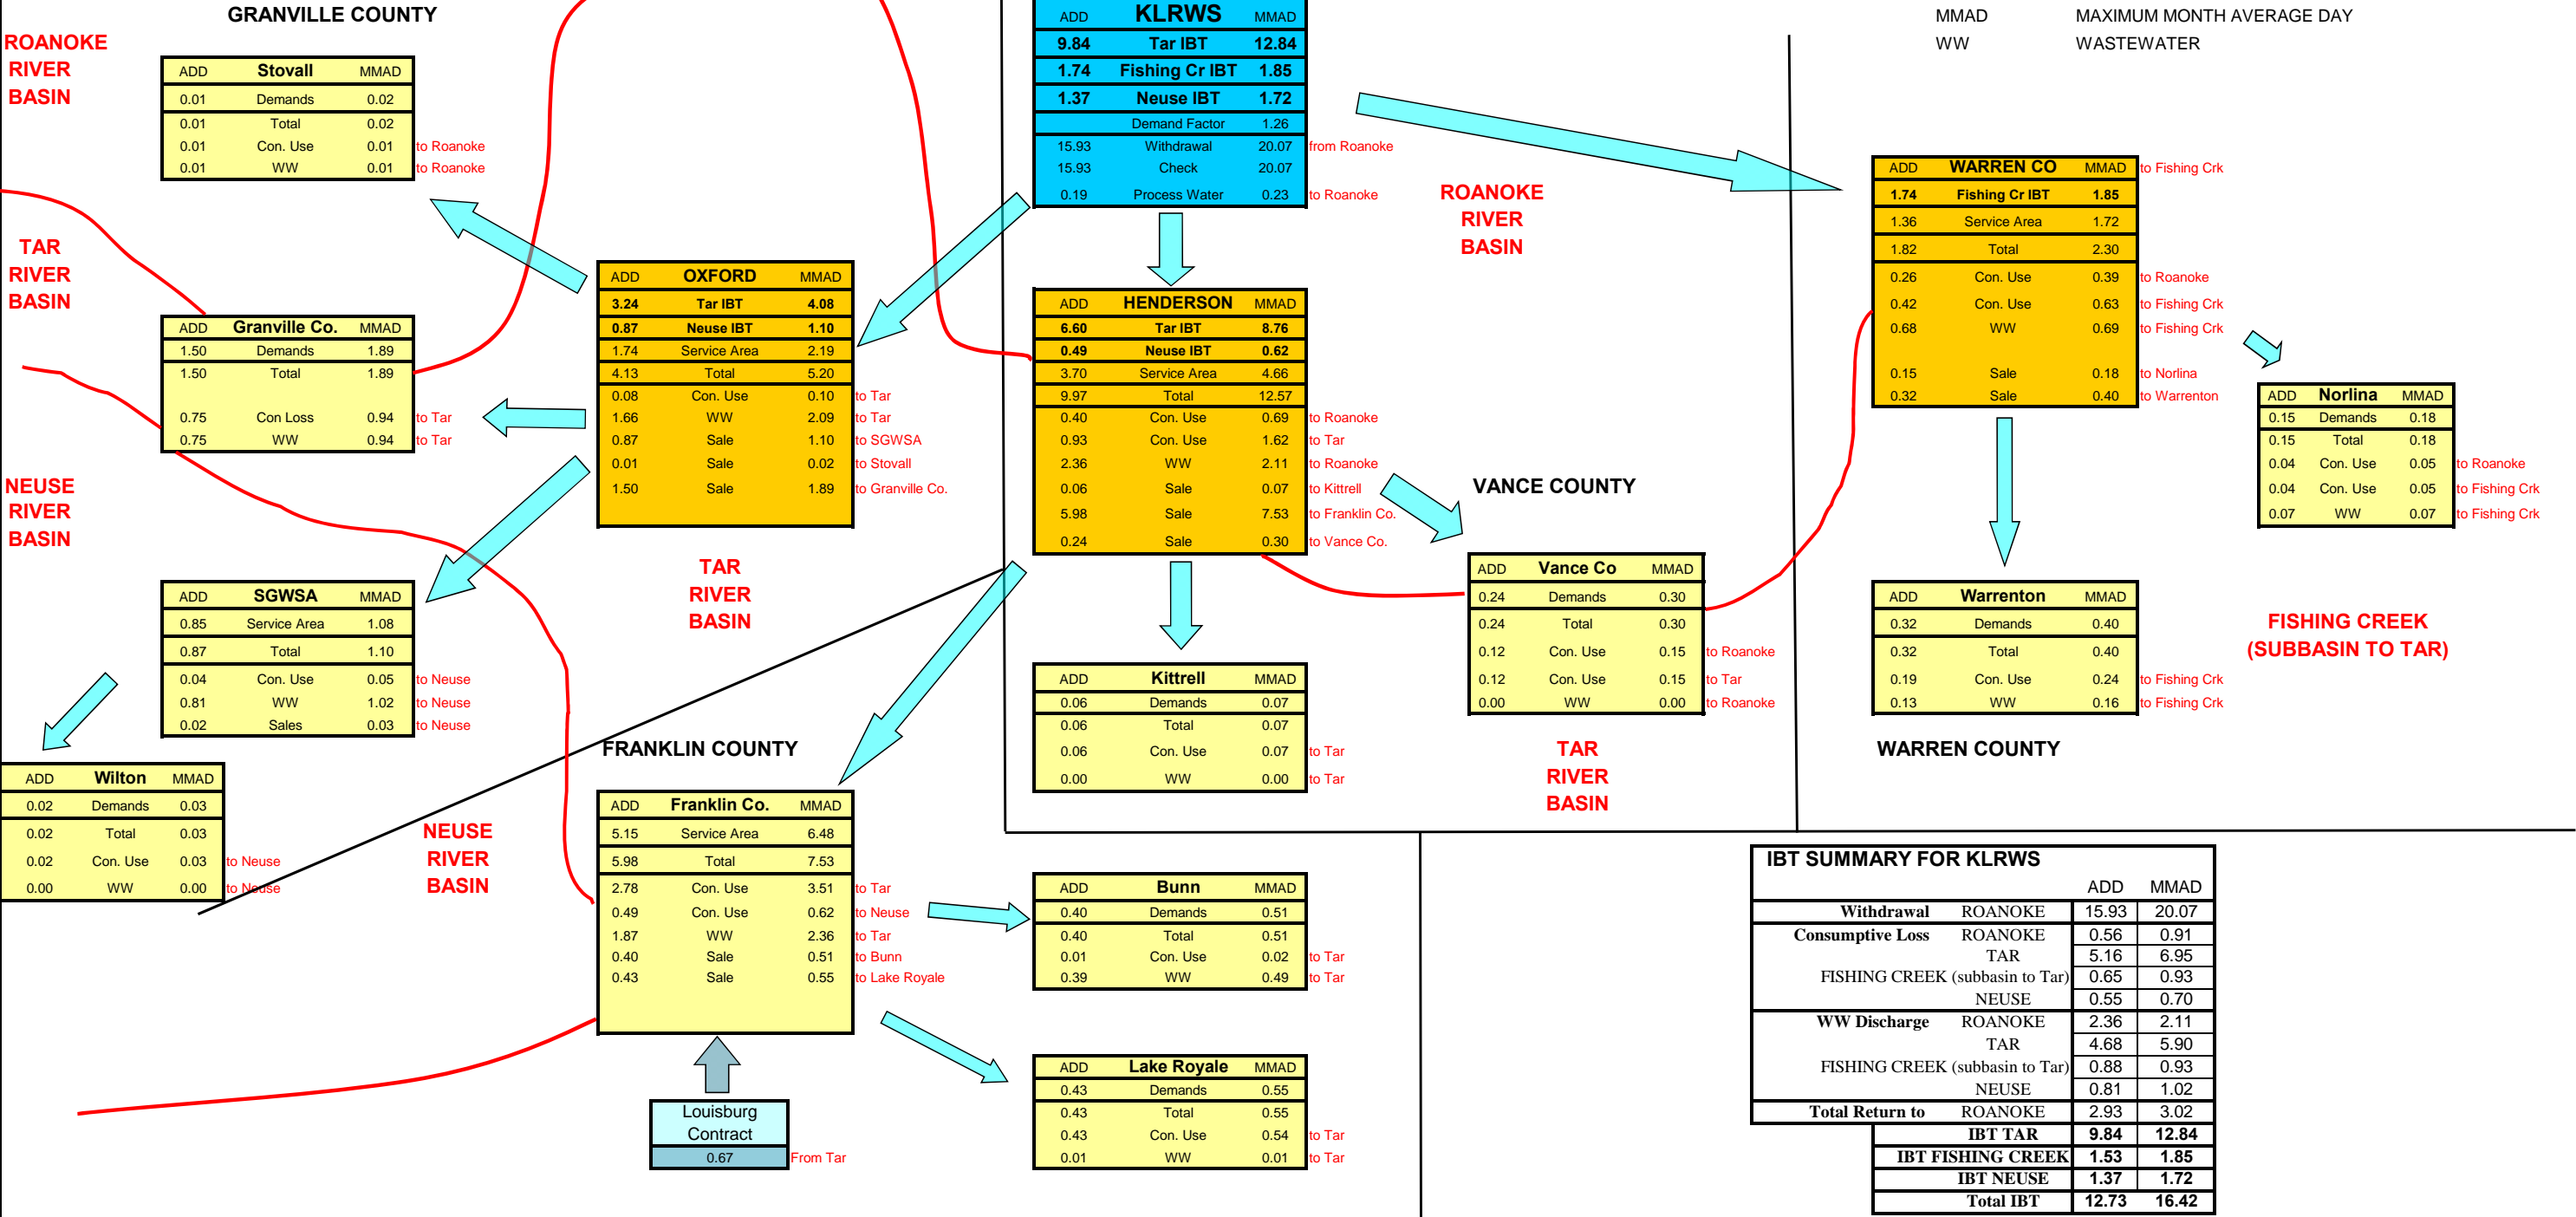 GRANVILLE COUNTY
ROANOKE
RIVER
BASIN
ADD Stovall MMAD
0.01 Demands 0.02
0.01 Total 0.02
0.01 Con. Use 0.01 to Roanoke
0.01 WW 0.01 to Roanoke
ADD KLRWS MMAD
9.84 Tar IBT 12.84
1.74 Fishing Cr IBT 1.85
1.37 Neuse IBT 1.72
Demand Factor 1.26
15.93 Withdrawal 20.07 from Roanoke
15.93 Check 20.07
0.19 Process Water 0.23 to Roanoke
MMAD MAXIMUM MONTH AVERAGE DAY
WW WASTEWATER
ROANOKE
RIVER
BASIN
ADD WARREN CO MMAD to Fishing Crk
1.74 Fishing Cr IBT 1.85
1.36 Service Area 1.72
1.82 Total 2.30
0.26 Con. Use 0.39 to Roanoke
0.42 Con. Use 0.63 to Fishing Crk
0.68 WW 0.69 to Fishing Crk
0.15 Sale 0.18 to Norlina
0.32 Sale 0.40 to Warrenton
TAR
RIVER
BASIN
ADD Granville Co. MMAD
1.50 Demands 1.89
1.50 Total 1.89
0.75 Con Loss 0.94 to Tar
0.75 WW 0.94 to Tar
ADD OXFORD MMAD
3.24 Tar IBT 4.08
0.87 Neuse IBT 1.10
1.74 Service Area 2.19
4.13 Total 5.20
0.08 Con. Use 0.10 to Tar
1.66 WW 2.09 to Tar
0.87 Sale 1.10 to SGWSA
0.01 Sale 0.02 to Stovall
1.50 Sale 1.89 to Granville Co.
ADD HENDERSON MMAD
6.60 Tar IBT 8.76
0.49 Neuse IBT 0.62
3.70 Service Area 4.66
9.97 Total 12.57
0.40 Con. Use 0.69 to Roanoke
0.93 Con. Use 1.62 to Tar
2.36 WW 2.11 to Roanoke
0.06 Sale 0.07 to Kittrell
5.98 Sale 7.53 to Franklin Co.
0.24 Sale 0.30 to Vance Co.
ADD Norlina MMAD
0.15 Demands 0.18
0.15 Total 0.18
0.04 Con. Use 0.05 to Roanoke
0.04 Con. Use 0.05 to Fishing Crk
0.07 WW 0.07 to Fishing Crk
NEUSE
RIVER
BASIN
VANCE COUNTY
TAR
RIVER
BASIN
ADD SGWSA MMAD
0.85 Service Area 1.08
0.87 Total 1.10
0.04 Con. Use 0.05 to Neuse
0.81 WW 1.02 to Neuse
0.02 Sales 0.03 to Neuse
ADD Vance Co MMAD
0.24 Demands 0.30
0.24 Total 0.30
0.12 Con. Use 0.15 to Roanoke
0.12 Con. Use 0.15 to Tar
0.00 WW 0.00 to Roanoke
ADD Warrenton MMAD
0.32 Demands 0.40
0.32 Total 0.40
0.19 Con. Use 0.24 to Fishing Crk
0.13 WW 0.16 to Fishing Crk
FISHING CREEK
(SUBBASIN TO TAR)
ADD Kittrell MMAD
0.06 Demands 0.07
0.06 Total 0.07
0.06 Con. Use 0.07 to Tar
0.00 WW 0.00 to Tar
FRANKLIN COUNTY
TAR
RIVER
BASIN
WARREN COUNTY
ADD Wilton MMAD
0.02 Demands 0.03
0.02 Total 0.03
0.02 Con. Use 0.03 to Neuse
0.00 WW 0.00 to Neuse
NEUSE
RIVER
BASIN
ADD Franklin Co. MMAD
5.15 Service Area 6.48
5.98 Total 7.53
2.78 Con. Use 3.51 to Tar
0.49 Con. Use 0.62 to Neuse
1.87 WW 2.36 to Tar
0.40 Sale 0.51 to Bunn
0.43 Sale 0.55 to Lake Royale
ADD Bunn MMAD
0.40 Demands 0.51
0.40 Total 0.51
0.01 Con. Use 0.02 to Tar
0.39 WW 0.49 to Tar
ADD Lake Royale MMAD
0.43 Demands 0.55
0.43 Total 0.55
0.43 Con. Use 0.54 to Tar
0.01 WW 0.01 to Tar
Louisburg
Contract
0.67 From Tar
IBT SUMMARY FOR KLRWS
ADD MMAD
Withdrawal ROANOKE 15.93 20.07
Consumptive Loss ROANOKE 0.56 0.91
TAR 5.16 6.95
FISHING CREEK (subbasin to Tar) 0.65 0.93
NEUSE 0.55 0.70
WW Discharge ROANOKE 2.36 2.11
TAR 4.68 5.90
FISHING CREEK (subbasin to Tar) 0.88 0.93
NEUSE 0.81 1.02
Total Return to ROANOKE 2.93 3.02
IBT TAR 9.84 12.84
IBT FISHING CREEK 1.53 1.85
IBT NEUSE 1.37 1.72
Total IBT 12.73 16.42